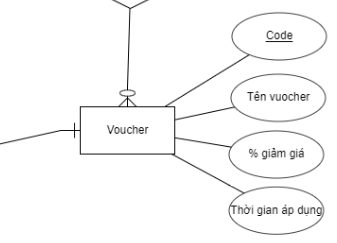 Code
Tên vuocher
Voucher
% giảm giá
Thời gian áp dụng